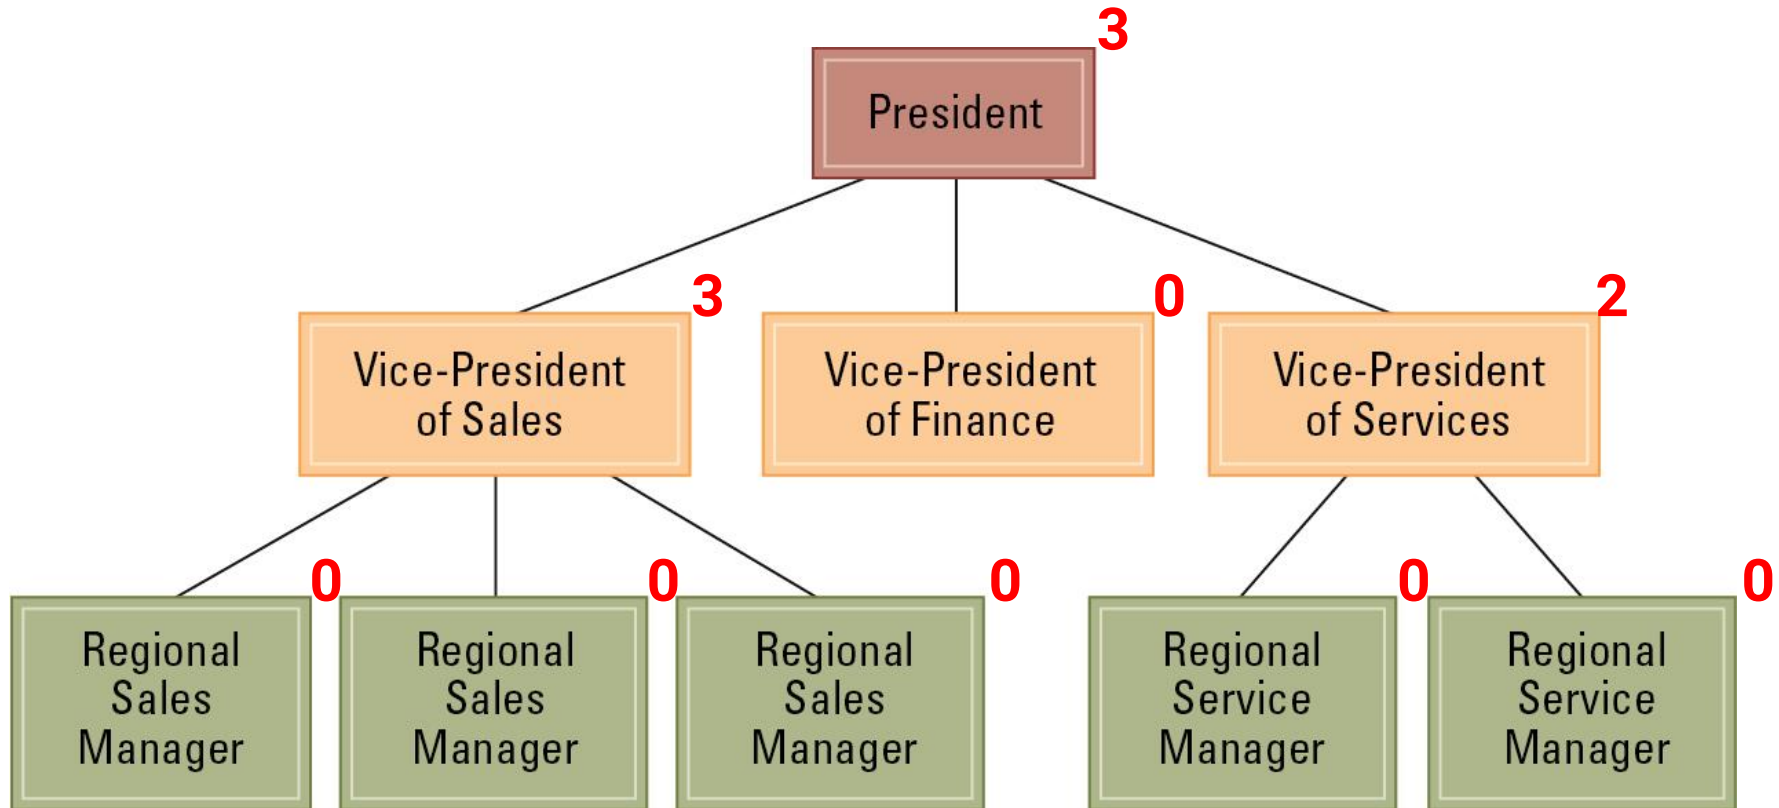 3
President
3
0
2
Vice-President
of Sales
Vice-President
of Finance
Vice-President
of Services
0
0
0
0
0
Regional
Sales
Manager
Regional
Sales
Manager
Regional
Sales
Manager
Regional
Service
Manager
Regional
Service
Manager